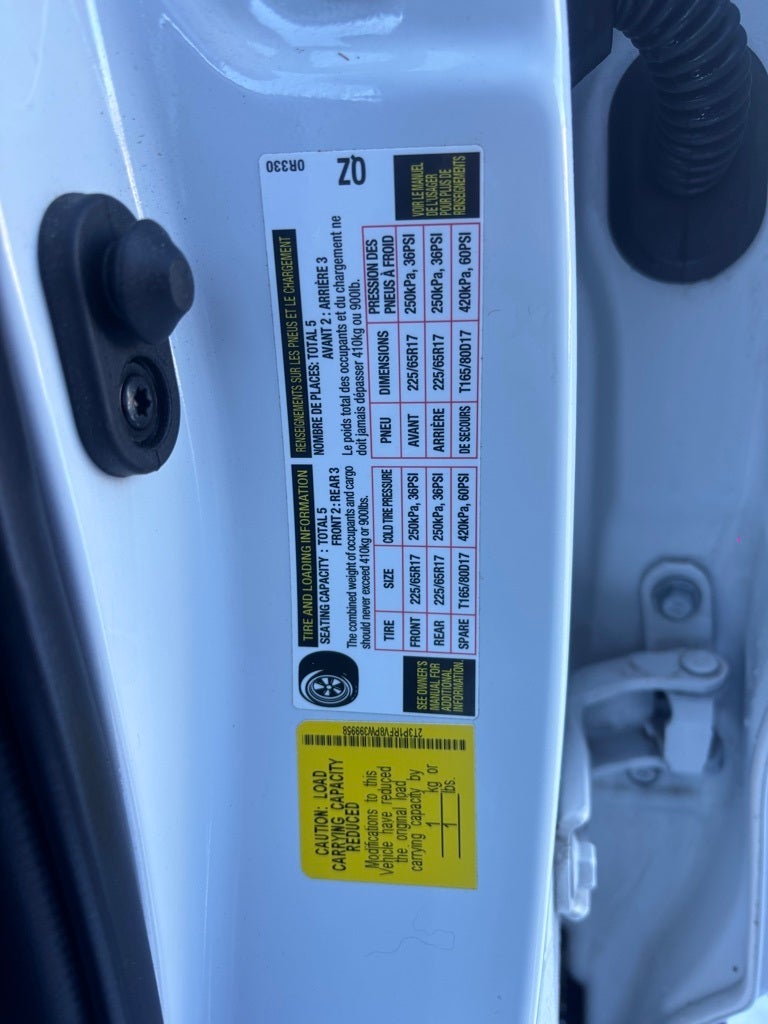 CAUTION: LOAD
CARRYING CAPACITY
REDUCED
Modifications to this
Vehicle have reduced
the original load
carrying capacity by
1 kg or
1 lbs.
2T3P1RFV8PW399958
TIRE AND LOADING INFORMATION
SEATING CAPACITY : TOTAL 5
FRONT 2 : REAR 3
The combined weight of occupants and cargo
should never exceed 410kg or 900lbs.
TIRE SIZE COLD TIRE PRESSURE
FRONT 225/65R17 250kPa, 36PSI
REAR 225/65R17 250kPa, 36PSI
SPARE T165/80D17 420kPa, 60PSI
SEE OWNER'S
MANUAL FOR
ADDITIONAL
INFORMATION.
RENSEIGNEMENTS SUR LES PNEUS ET LE CHARGEMENT
NOMBRE DE PLACES: TOTAL 5
AVANT 2 : ARRIÈRE 3
Le poids total des occupants et du chargement ne
doit jamais dépasser 410kg ou 900lb.
PNEU DIMENSIONS PRESSION DES
PNEUS À FROID
AVANT 225/65R17 250kPa, 36PSI
ARRIÈRE 225/65R17 250kPa, 36PSI
DE SECOURS T165/80D17 420kPa, 60PSI
VOIR LE MANUEL
DE L'USAGER
POUR PLUS DE
RENSEIGNEMENTS
0R330
QZ